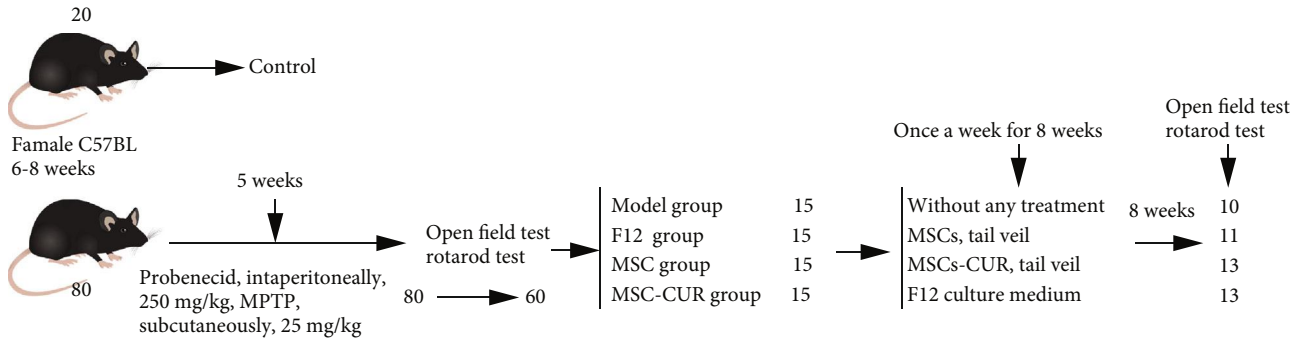 20
Control
Famale C57BL
6-8 weeks
80
5 weeks
Probenecid, intaperitoneally,
250 mg/kg, MPTP,
subcutaneously, 25 mg/kg
Open field test
rotarod test
80
60
Model group 15
F12 group 15
MSC group 15
MSC-CUR group 15
Once a week for 8 weeks
Without any treatment
MSCs, tail veil
MSCs-CUR, tail veil
F12 culture medium
8 weeks
Open field test
rotarod test
10
11
13
13